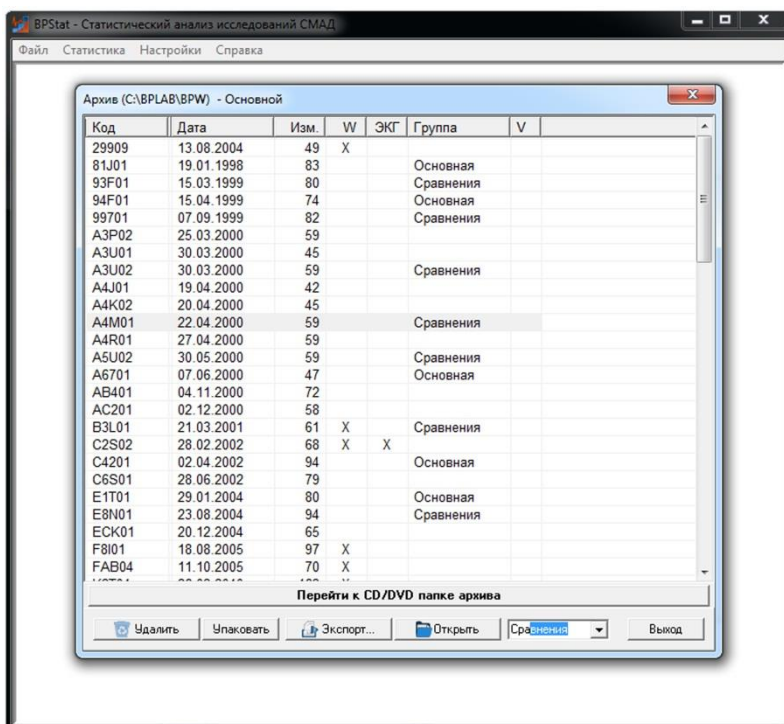 BPStat - Статистический анализ исследований СМАД
Файл Статистика Настройки Справка
Архив (C:\BPLAB\BPW) - Основной
Код Дата Изм. W ЭКГ Группа V
29909 13.08.2004 49 X
81J01 19.01.1998 83 Основная
93F01 15.03.1999 80 Сравнения
94F01 15.04.1999 74 Основная
99701 07.09.1999 82 Сравнения
A3P02 25.03.2000 59
A3U01 30.03.2000 45
A3U02 30.03.2000 59 Сравнения
A4J01 19.04.2000 42
A4K02 20.04.2000 45
A4M01 22.04.2000 59 Сравнения
A4R01 27.04.2000 59
A5U02 30.05.2000 59 Сравнения
A6701 07.06.2000 47 Основная
AB401 04.11.2000 72
AC201 02.12.2000 58
B3L01 21.03.2001 61 X Сравнения
C2S02 28.02.2002 68 X X
C4201 02.04.2002 94 Основная
C6S01 28.06.2002 79
E1T01 29.01.2004 80 Основная
E8N01 23.08.2004 94 Сравнения
ECK01 20.12.2004 65
F8I01 18.08.2005 97 X
FAB04 11.10.2005 70 X
Перейти к CD/DVD папке архива
Удалить Упаковать Экспорт... Открыть Сравнения Выход